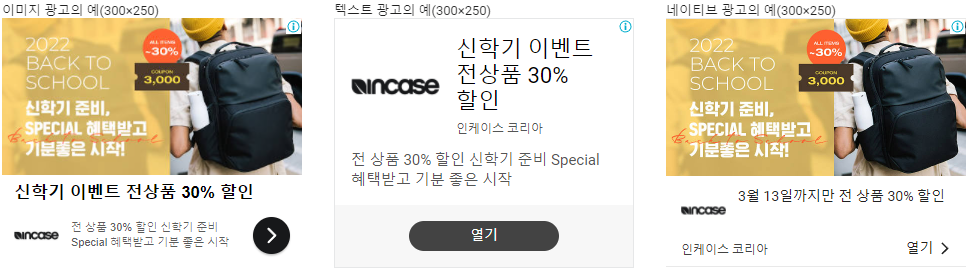 이미지 광고의 예(300×250)
2022
BACK TO
SCHOOL
ALL ITEMS
~30%
COUPON
3,000
신학기 준비,
SPECIAL 혜택받고
기분좋은 시작!
Back to School
신학기 이벤트 전상품 30% 할인
incase
전 상품 30% 할인 신학기 준비
Special 혜택받고 기분 좋은 시작
텍스트 광고의 예(300×250)
incase
신학기 이벤트
전상품 30%
할인
인케이스 코리아
전 상품 30% 할인 신학기 준비 Special
혜택받고 기분 좋은 시작
열기
네이티브 광고의 예(300×250)
2022
BACK TO
SCHOOL
ALL ITEMS
~30%
COUPON
3,000
신학기 준비,
SPECIAL 혜택받고
기분좋은 시작!
Back to School
incase
3월 13일까지만 전 상품 30% 할인
인케이스 코리아
열기